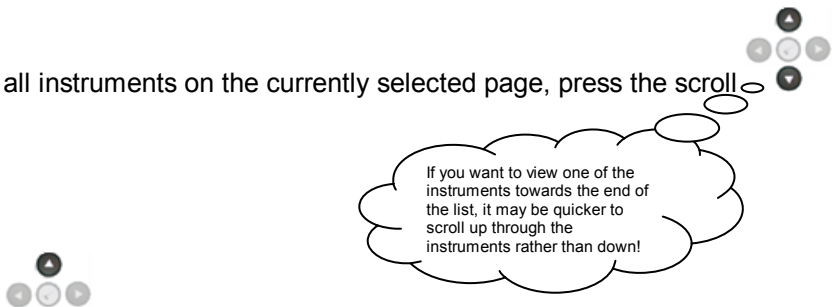 all instruments on the currently selected page, press the scroll
If you want to view one of the
instruments towards the end of
the list, it may be quicker to
scroll up through the
instruments rather than down!